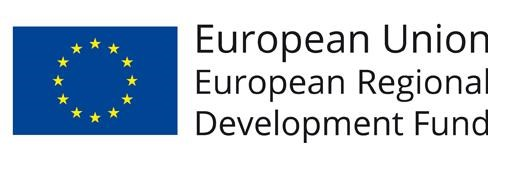 European Union
European Regional
Development Fund